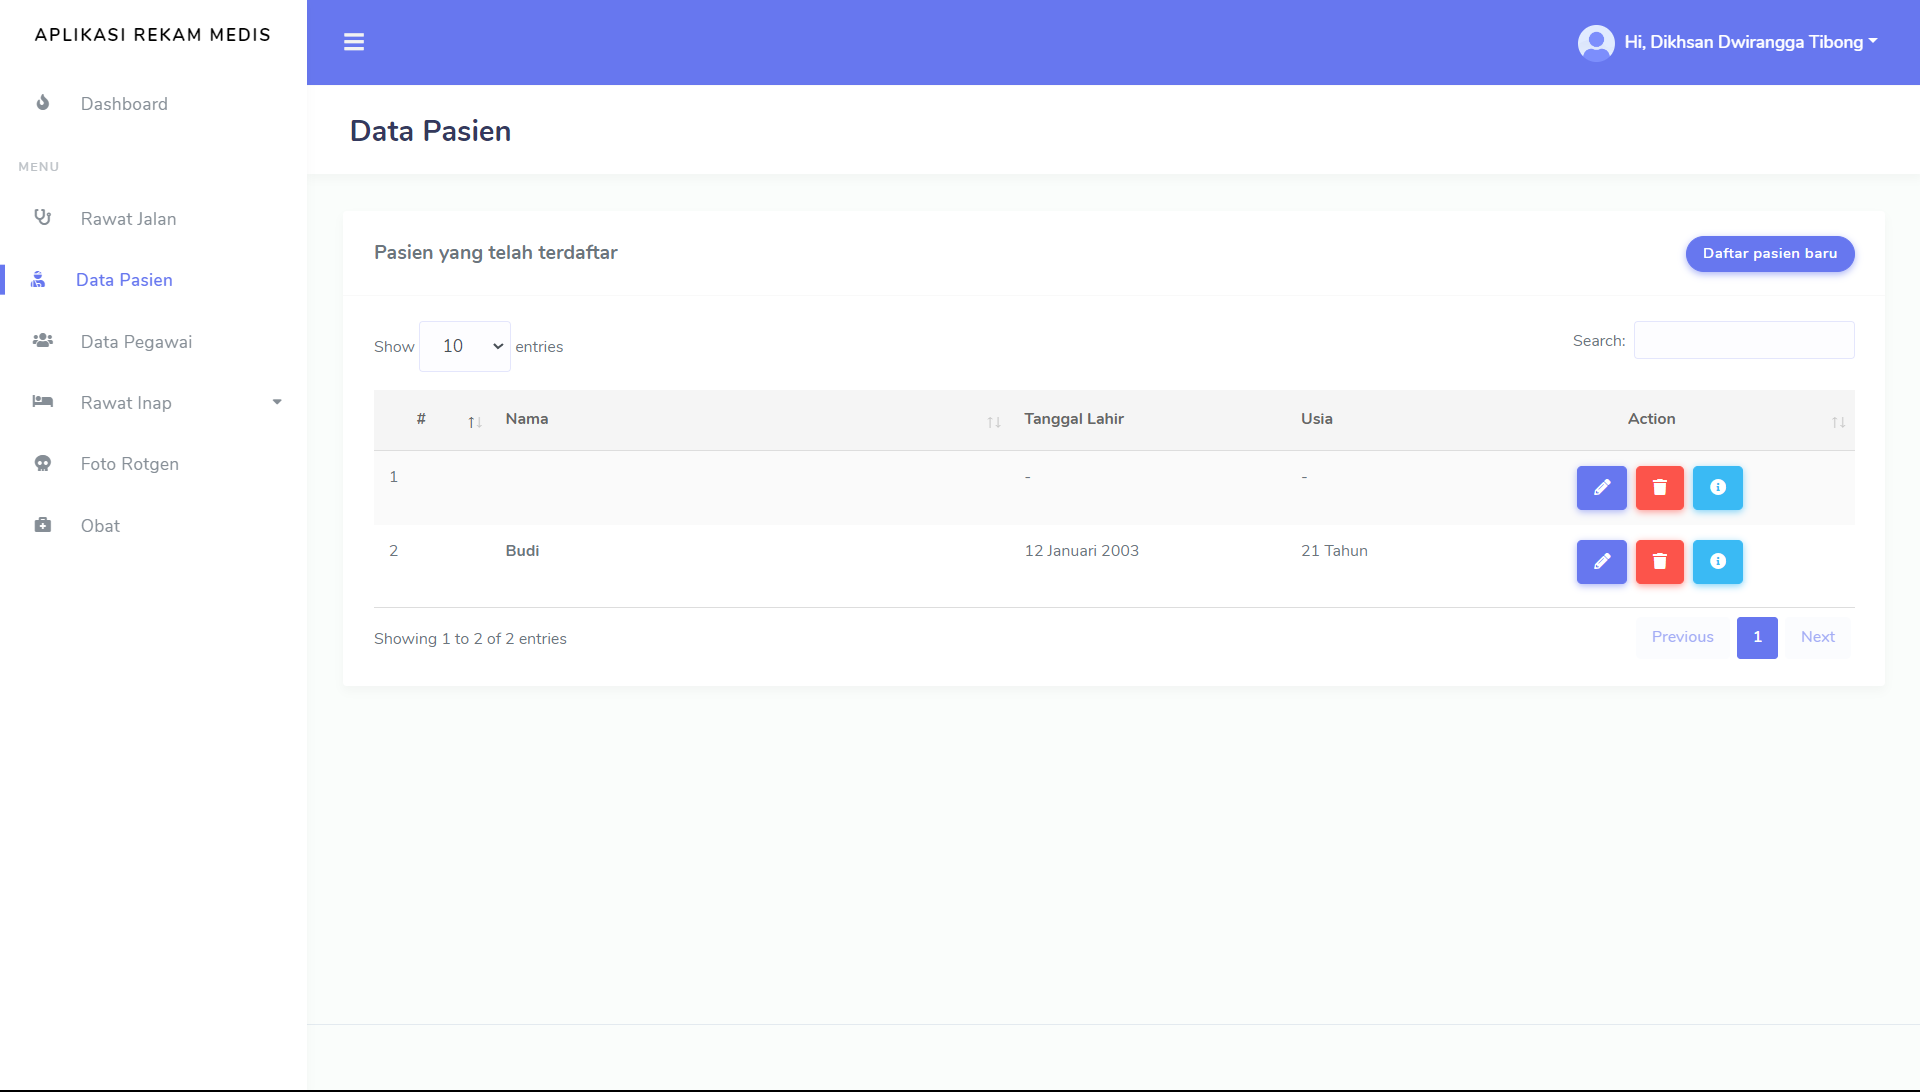 APLIKASI REKAM MEDIS
Hi, Dikhsan Dwirangga Tibong
Dashboard
MENU
Rawat Jalan
Data Pasien
Data Pegawai
Rawat Inap
Foto Rotgen
Obat
Data Pasien
Pasien yang telah terdaftar
Daftar pasien baru
Show 10 entries
Search:
# Nama Tanggal Lahir Usia Action
1 - -
2 Budi 12 Januari 2003 21 Tahun
Showing 1 to 2 of 2 entries
Previous 1 Next